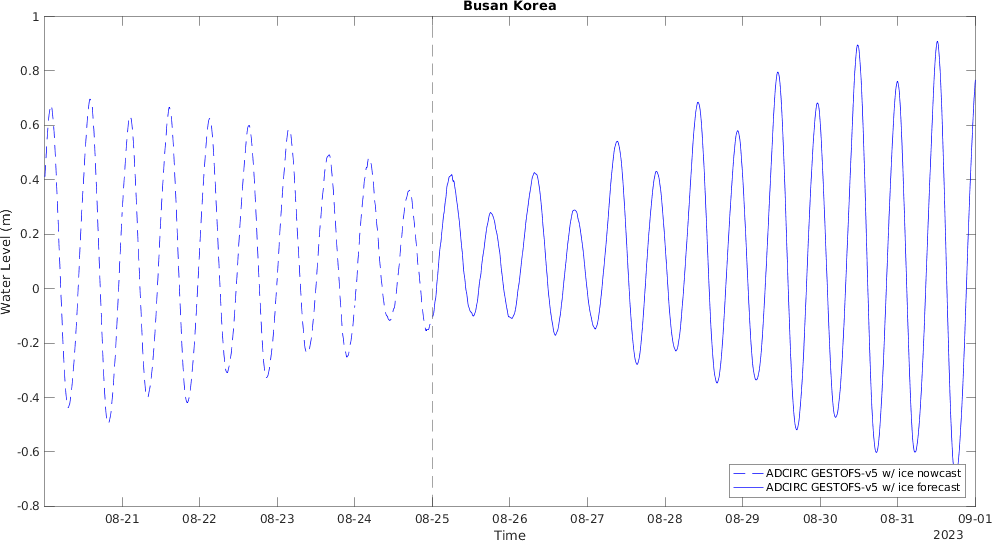 Busan Korea
1
0.8
0.6
0.4
0.2
0
-0.2
-0.4
-0.6
-0.8
Water Level (m)
ADCIRC GESTOFS-v5 w/ ice nowcast
ADCIRC GESTOFS-v5 w/ ice forecast
08-21 08-22 08-23 08-24 08-25 08-26 08-27 08-28 08-29 08-30 08-31 09-01
Time
2023